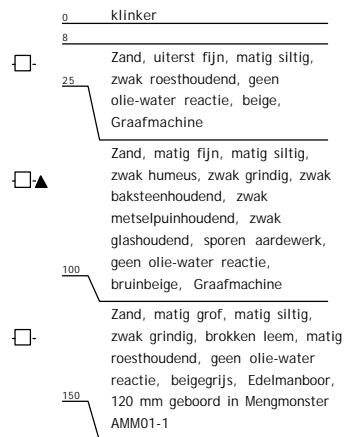 0 klinker
8
Zand, uiterst fijn, matig siltig,
zwak roesthoudend, geen
25
olie-water reactie, beige,
Graafmachine
Zand, matig fijn, matig siltig,
zwak humeus, zwak grindig, zwak
baksteenhoudend, zwak
metselpuinhoudend, zwak
glashoudend, sporen aardewerk,
geen olie-water reactie,
100
bruinbeige, Graafmachine
Zand, matig grof, matig siltig,
zwak grindig, brokken leem, matig
roesthoudend, geen olie-water
reactie, beigegrijs, Edelmanboor,
150
120 mm geboord in Mengmonster
AMM01-1